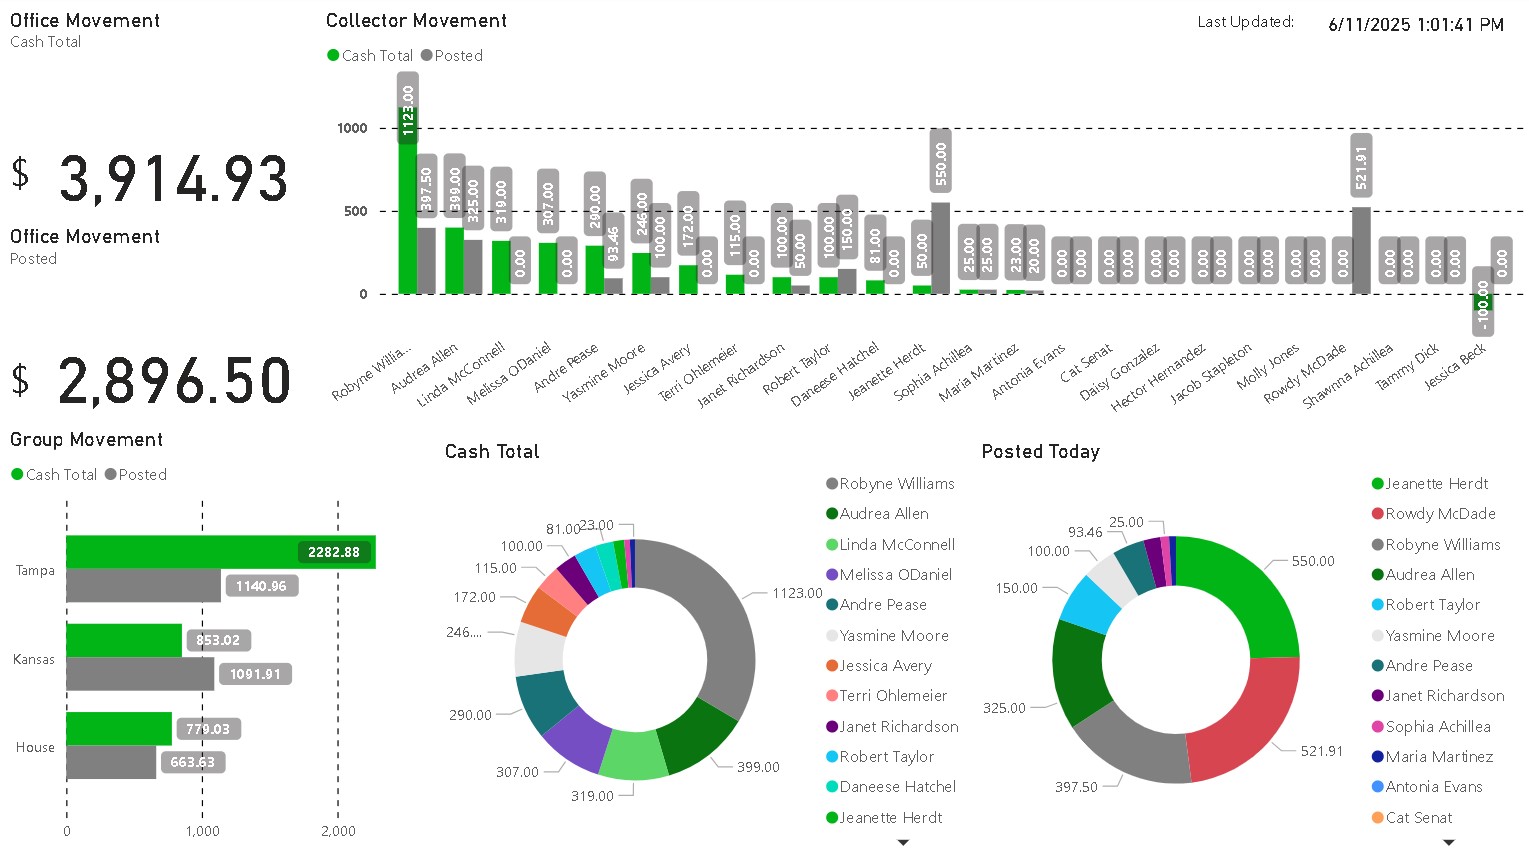 Office Movement
Cash Total
$ 3,914.93
Office Movement
Posted
$ 2,896.50
Collector Movement
Last Updated: 6/11/2025 1:01:41 PM
Cash Total Posted
1000
500
0
1123.00
397.50
399.00
325.00
319.00
0.00
307.00
0.00
290.00
93.46
246.00
100.00
172.00
0.00
115.00
0.00
100.00
50.00
100.00
150.00
81.00
0.00
50.00
550.00
25.00
25.00
23.00
20.00
0.00
0.00
0.00
0.00
0.00
0.00
0.00
0.00
0.00
0.00
0.00
0.00
0.00
521.91
0.00
0.00
0.00
0.00
-100.00
0.00
Robyne Willia...
Audrea Allen
Linda McConnell
Melissa ODaniel
Andre Pease
Yasmine Moore
Jessica Avery
Terri Ohlemeier
Janet Richardson
Robert Taylor
Daneese Hatchel
Jeanette Herdt
Sophia Achillea
Maria Martinez
Antonia Evans
Cat Senat
Daisy Gonzalez
Hector Hernandez
Jacob Stapleton
Molly Jones
Rowdy McDade
Shawnna Achillea
Tammy Dick
Jessica Beck
Group Movement
Cash Total Posted
Tampa
2282.88
1140.96
Kansas
853.02
1091.91
House
779.03
663.63
0 1,000 2,000
Cash Total
1123.00
399.00
319.00
307.00
290.00
246....
172.00
115.00
100.00
81.00
23.00
Robyne Williams
Audrea Allen
Linda McConnell
Melissa ODaniel
Andre Pease
Yasmine Moore
Jessica Avery
Terri Ohlemeier
Janet Richardson
Robert Taylor
Daneese Hatchel
Jeanette Herdt
Posted Today
550.00
521.91
397.50
325.00
150.00
100.00
93.46
25.00
Jeanette Herdt
Rowdy McDade
Robyne Williams
Audrea Allen
Robert Taylor
Yasmine Moore
Andre Pease
Janet Richardson
Sophia Achillea
Maria Martinez
Antonia Evans
Cat Senat